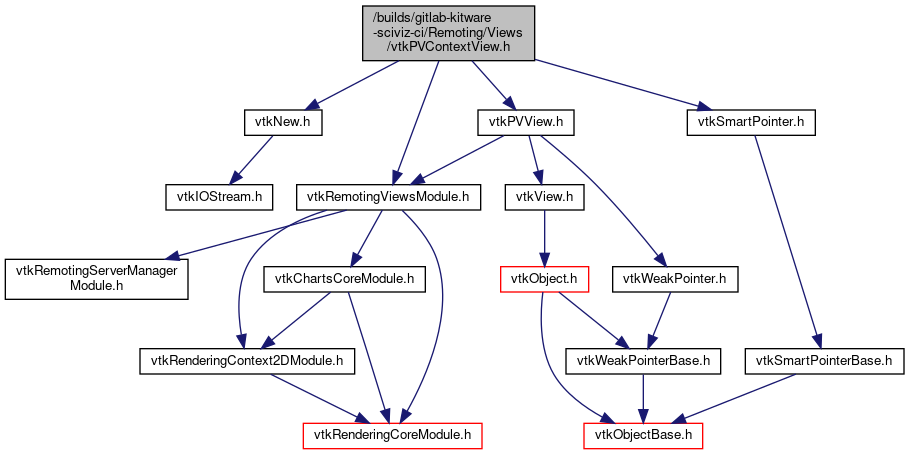 /builds/gitlab-kitware
-sciviz-ci/Remoting/Views
/vtkPVContextView.h
vtkNew.h
vtkPVView.h
vtkSmartPointer.h
vtkIOStream.h
vtkRemotingViewsModule.h
vtkView.h
vtkRemotingServerManager
Module.h
vtkChartsCoreModule.h
vtkObject.h
vtkWeakPointer.h
vtkRenderingContext2DModule.h
vtkWeakPointerBase.h
vtkSmartPointerBase.h
vtkRenderingCoreModule.h
vtkObjectBase.h